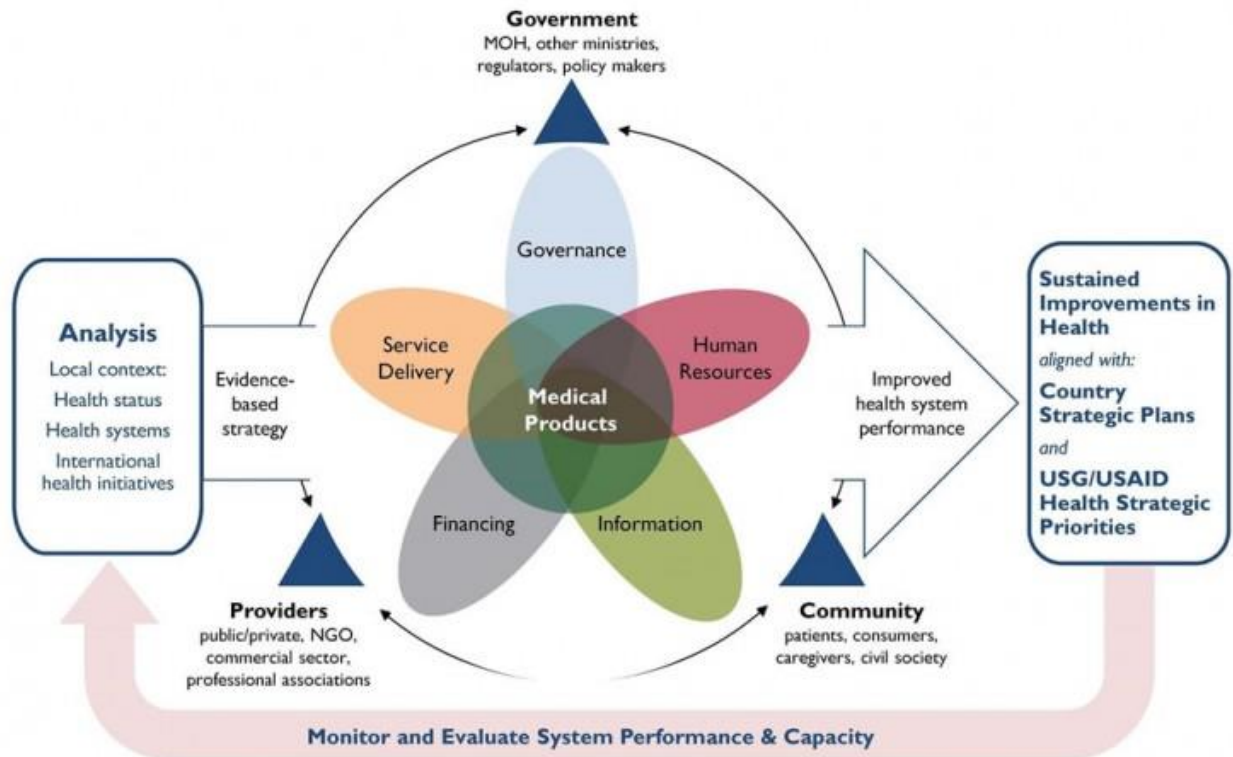 Government
MOH, other ministries,
regulators, policy makers
Governance
Service
Delivery
Human
Resources
Medical
Products
Financing
Information
Analysis
Local context:
Health status
Health systems
International
health initiatives
Evidence-
based
strategy
Improved
health system
performance
Sustained
Improvements in
Health
aligned with:
Country
Strategic Plans
and
USG/USAID
Health Strategic
Priorities
Providers
public/private, NGO,
commercial sector,
professional associations
Community
patients, consumers,
caregivers, civil society
Monitor and Evaluate System Performance & Capacity